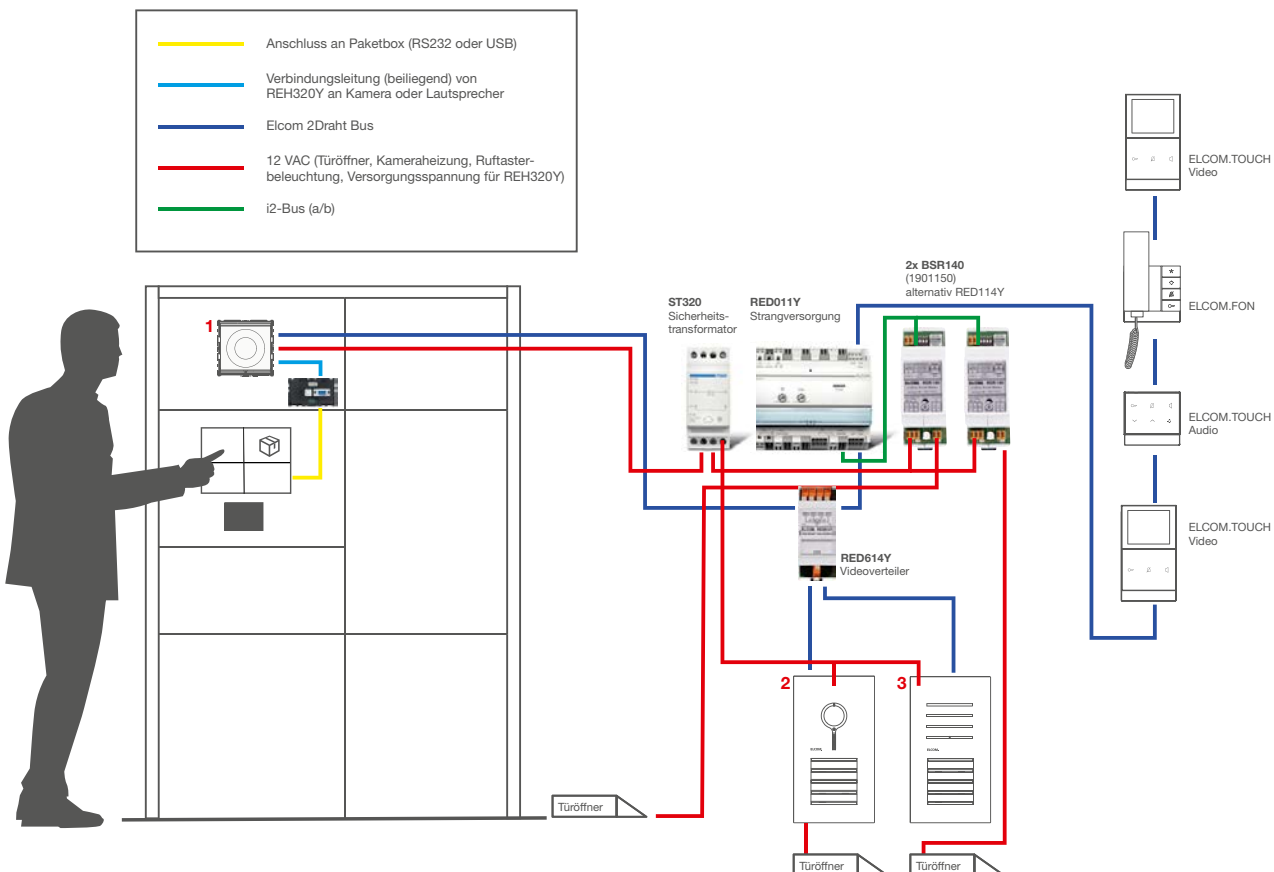 Anschluss an Paketbox (RS232 oder USB)
Verbindungsleitung (beiliegend) von
REH320Y an Kamera oder Lautsprecher
Elcom 2Draht Bus
12 VAC (Türöffner, Kameraheizung, Ruftaster-
beleuchtung, Versorgungsspannung für REH320Y)
i2-Bus (a/b)
ELCOM.TOUCH
Video
ELCOM.FON
ELCOM.TOUCH
Audio
ELCOM.TOUCH
Video
2x BSR140
(1901150)
alternativ RED114Y
ST320
Sicherheits-
transformator
RED011Y
Strangversorgung
1
RED614Y
Videoverteiler
2
3
ELCOM.
ELCOM.
Türöffner
Türöffner
Türöffner